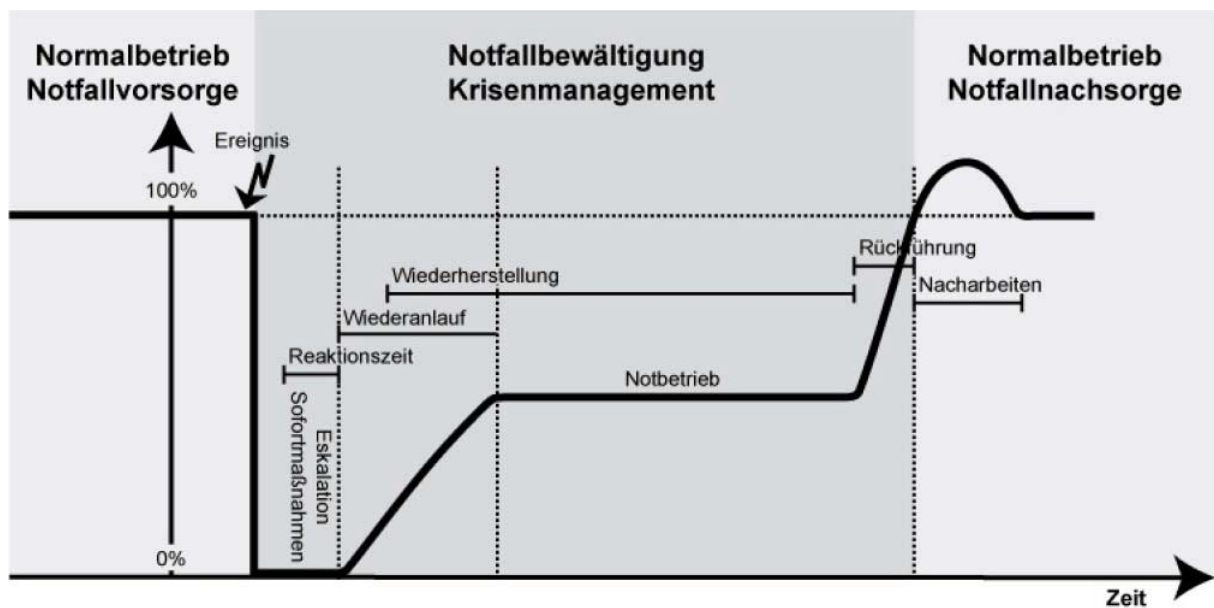 Normalbetrieb
Notfallvorsorge
Notfallbewältigung
Krisenmanagement
Normalbetrieb
Notfallnachsorge
Ereignis
100%
Rückführung
Wiederherstellung
Nacharbeiten
Wiederanlauf
Reaktionszeit
Notbetrieb
Eskalation
Sofortmaßnahmen
0%
Zeit